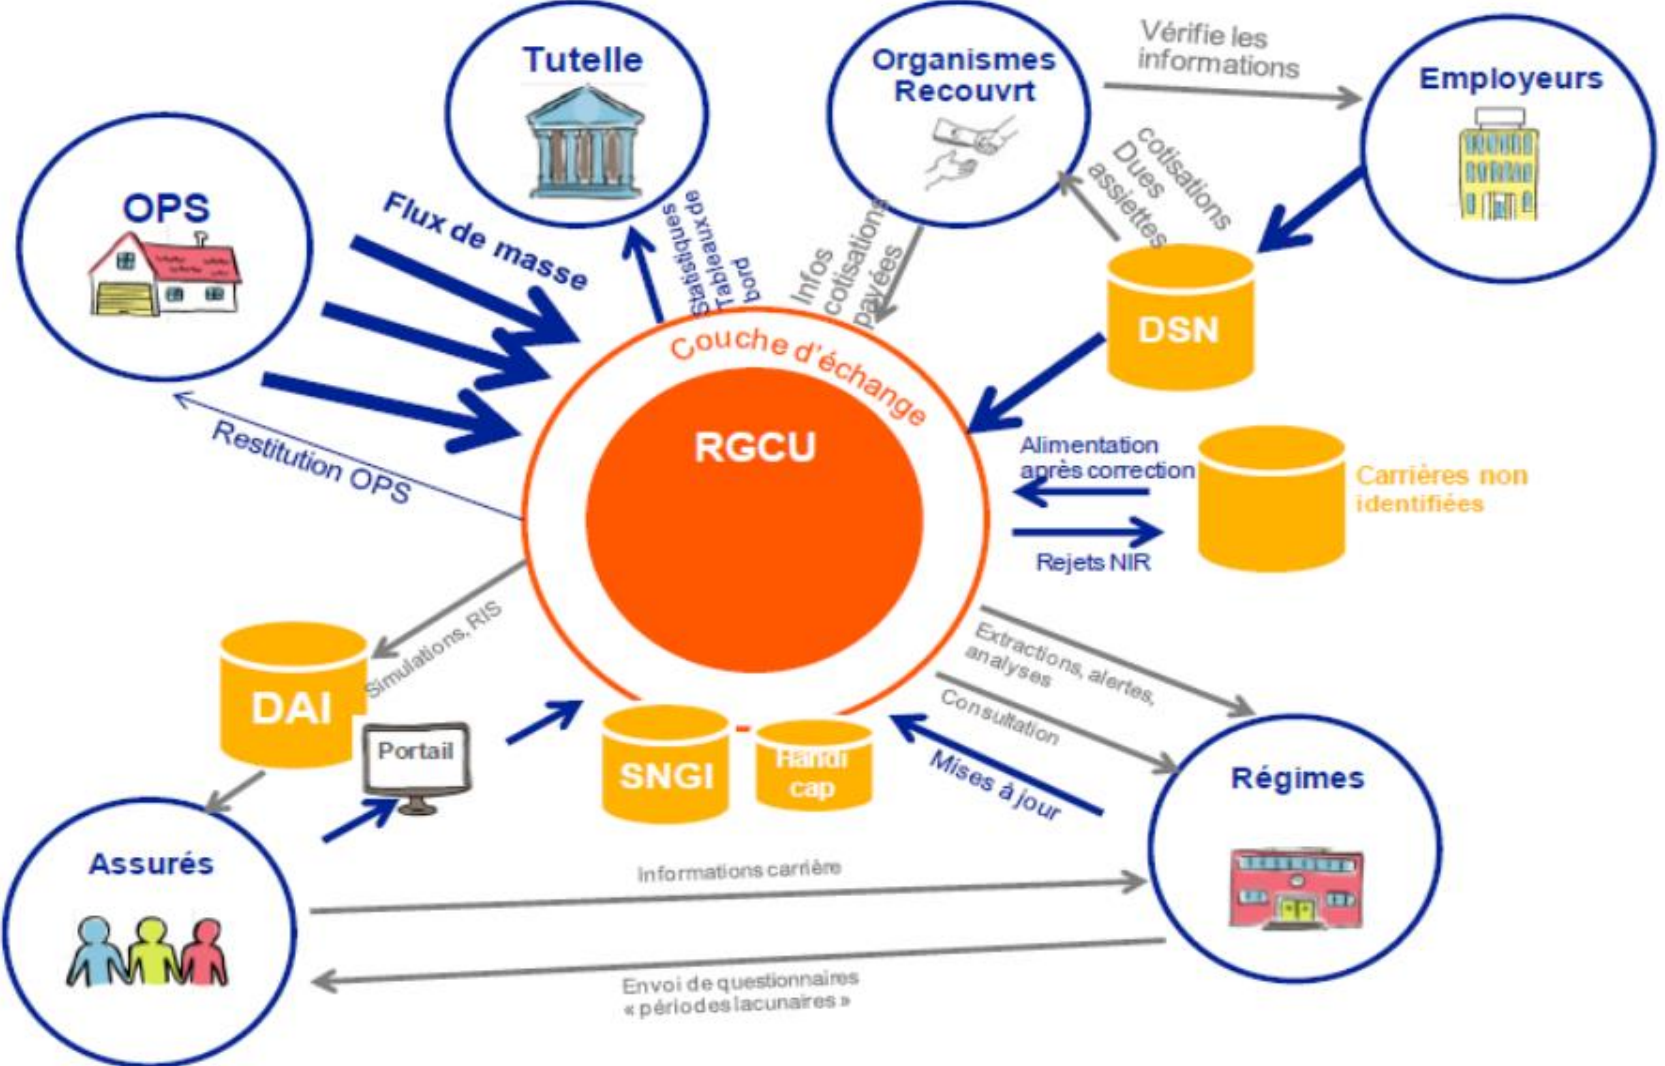 Tutelle
Organismes
Recouvrt
Vérifie les
informations
Employeurs
OPS
Flux de masse
Statistiques
Tableaux de
bord
Infos
cotisations
payées
cotisations
Dues
assiettes
DSN
Couche d'échange
RGCU
Restitution OPS
Alimentation
après correction
Rejets NIR
Carrières non
identifiées
Simulations, RIS
DAI
Portail
SNGI
Handi
cap
Extractions, alertes,
analyses
Consultation
Mises à jour
Régimes
Assurés
Informations carrière
Envoi de questionnaires
« périodes lacunaires »